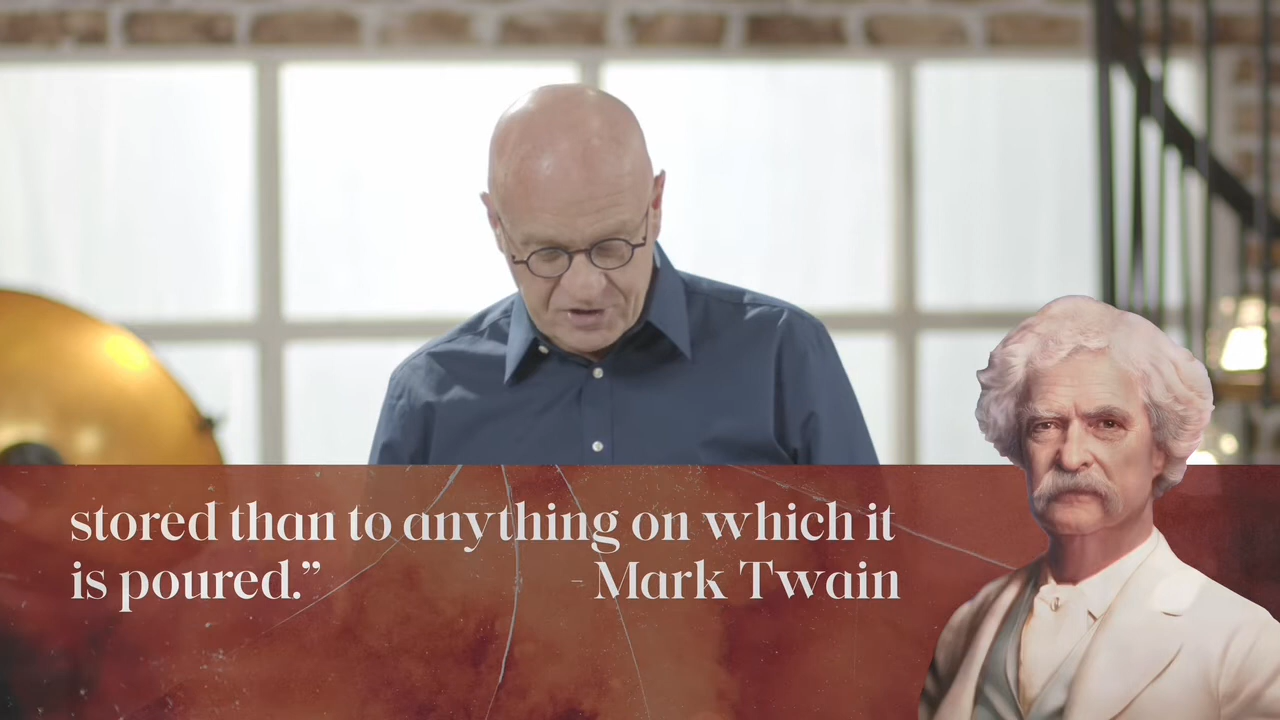 stored than to anything on which it
is poured.”
- Mark Twain